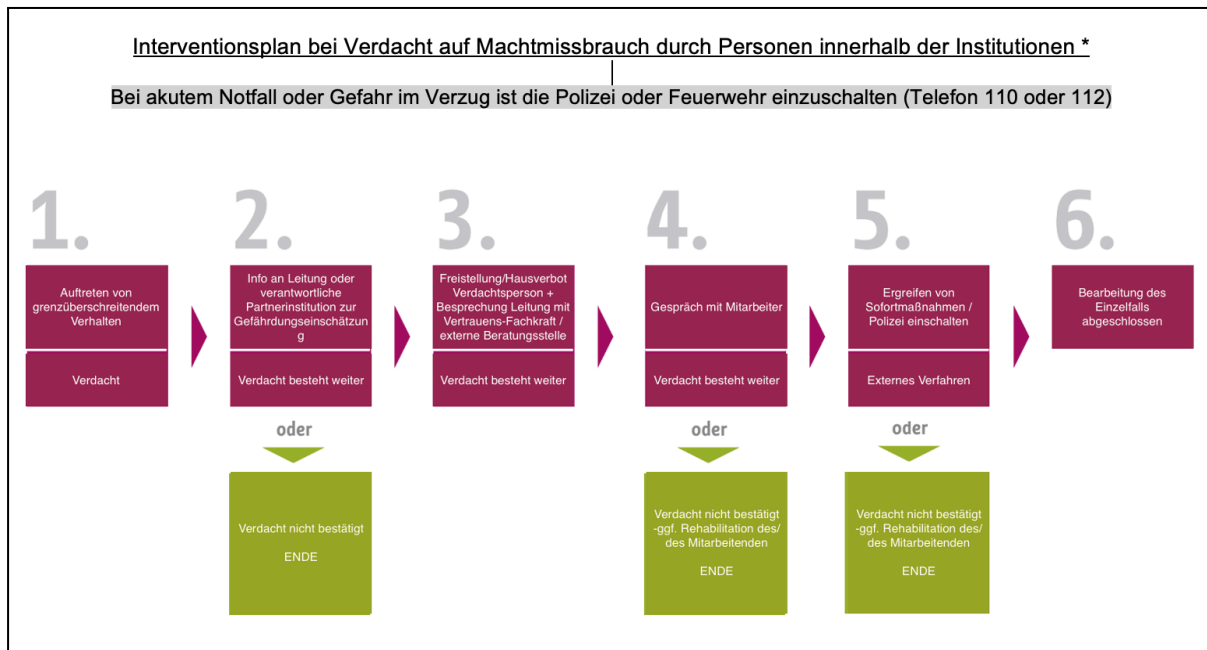 Interventionsplan bei Verdacht auf Machtmissbrauch durch Personen innerhalb der Institutionen *
Bei akutem Notfall oder Gefahr im Verzug ist die Polizei oder Feuerwehr einzuschalten (Telefon 110 oder 112)
1.
Auftreten von
grenzüberschreitendem
Verhalten
Verdacht
2.
Info an Leitung oder
verantwortliche
Partnerinstitution zur
Gefährdungseinschätzun
g
Verdacht besteht weiter
oder
Verdacht nicht bestätigt
ENDE
3.
Freistellung/Hausverbot
Verdachtsperson +
Besprechung Leitung mit
Vertrauens-Fachkraft /
externe Beratungsstelle
Verdacht besteht weiter
4.
Gespräch mit Mitarbeiter
Verdacht besteht weiter
oder
Verdacht nicht bestätigt
-ggf. Rehabilitation des/
des Mitarbeitenden
ENDE
5.
Ergreifen von
Sofortmaßnahmen /
Polizei einschalten
Externes Verfahren
oder
Verdacht nicht bestätigt
-ggf. Rehabilitation des/
des Mitarbeitenden
ENDE
6.
Bearbeitung des
Einzelfalls
abgeschlossen